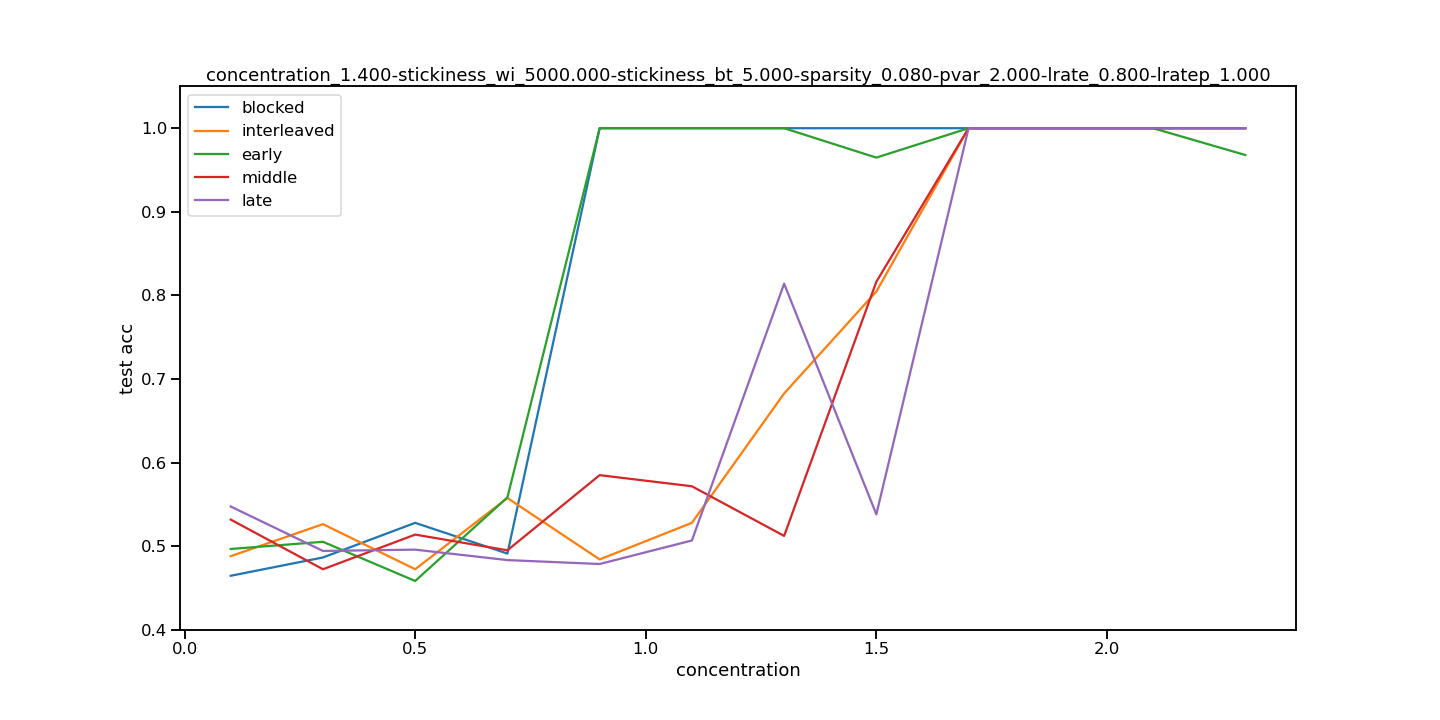 concentration_1.400-stickiness_wi_5000.000-stickiness_bt_5.000-sparsity_0.080-pvar_2.000-lrate_0.800-lratep_1.000
blocked
interleaved
early
middle
late
1.0
0.9
0.8
0.7
0.6
0.5
0.4
test acc
0.0 0.5 1.0 1.5 2.0
concentration